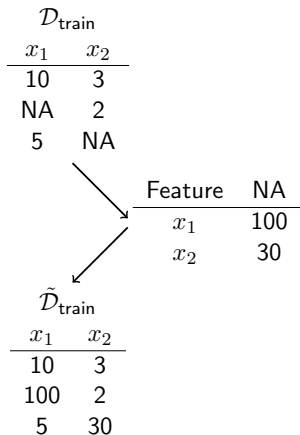 𝒟train
x₁ x₂
10 3
NA 2
5 NA
Feature NA
x₁ 100
x₂ 30
𝒟̃train
x₁ x₂
10 3
100 2
5 30